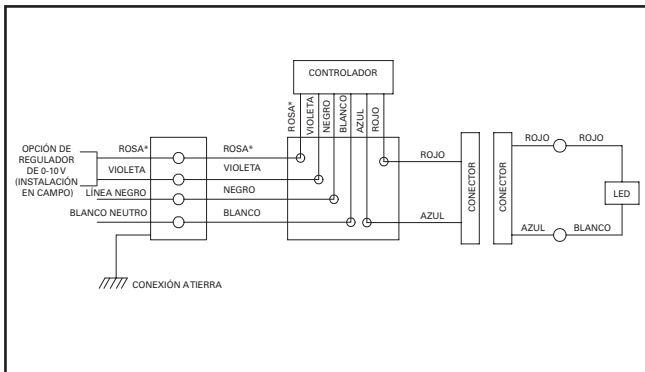 CONTROLADOR
ROSA*
VIOLETA
NEGRO
BLANCO
AZUL
ROJO
OPCIÓN DE
REGULADOR
DE 0-10 V
(INSTALACIÓN
EN CAMPO)
ROSA*
ROSA*
VIOLETA
VIOLETA
LÍNEA NEGRO
NEGRO
BLANCO NEUTRO
BLANCO
CONEXIÓN A TIERRA
ROJO
AZUL
CONECTOR
CONECTOR
ROJO
ROJO
LED
AZUL
BLANCO